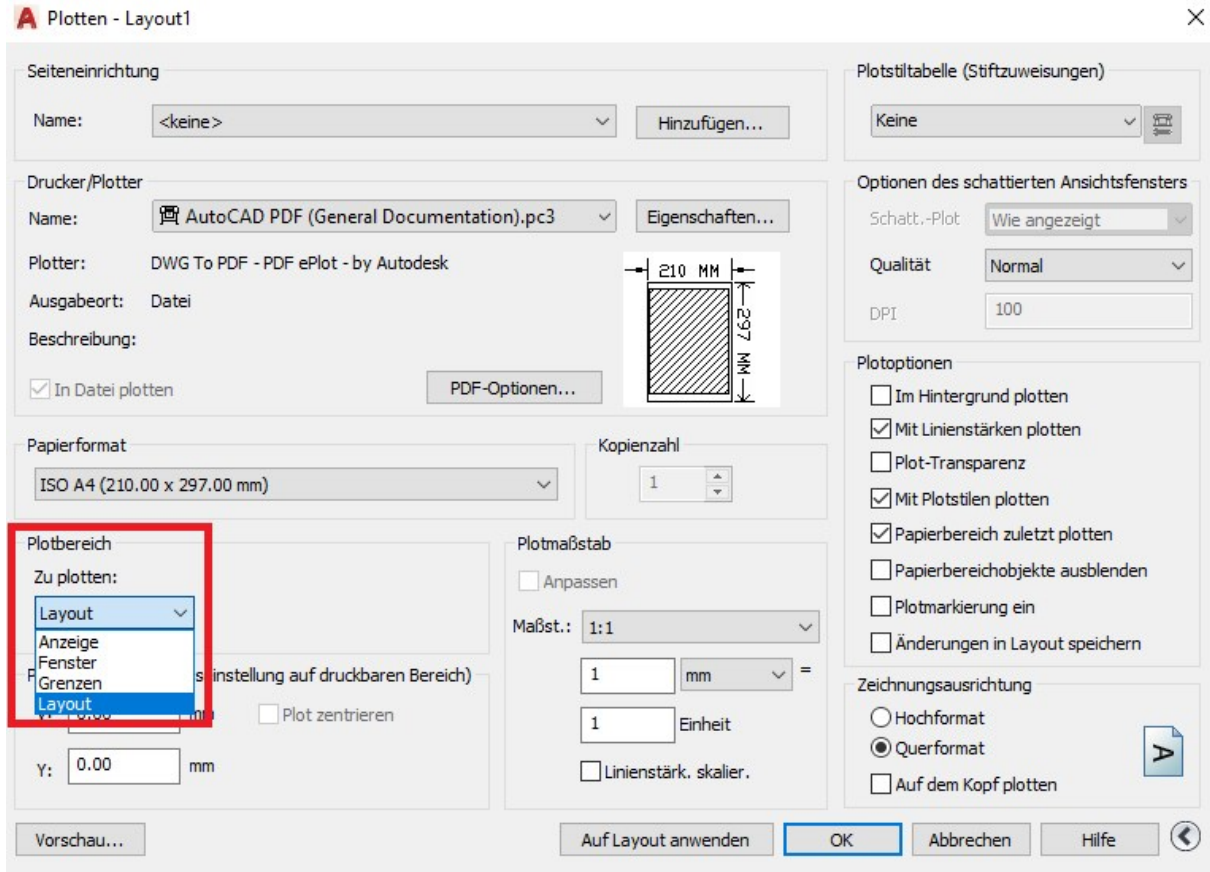 Plotten - Layout1
Seiteneinrichtung
Name:
<keine>
Hinzufügen...
Plotstiltabelle (Stiftzuweisungen)
Keine
Drucker/Plotter
Name:
AutoCAD PDF (General Documentation).pc3
Eigenschaften...
Plotter:
DWG To PDF - PDF ePlot - by Autodesk
Ausgabeort:
Datei
Beschreibung:
In Datei plotten
PDF-Optionen...
210 MM
297 MM
Optionen des schattierten Ansichtsfensters
Schatt.-Plot
Wie angezeigt
Qualität
Normal
DPI
100
Papierformat
ISO A4 (210.00 x 297.00 mm)
Kopienzahl
1
Plotoptionen
Im Hintergrund plotten
Mit Linienstärken plotten
Plot-Transparenz
Mit Plotstilen plotten
Papierbereich zuletzt plotten
Papierbereichobjekte ausblenden
Plotmarkierung ein
Änderungen in Layout speichern
Plotbereich
Zu plotten:
Layout
Anzeige
Fenster
Grenzen
Layout
einstellung auf druckbaren Bereich)
mm
Plot zentrieren
Y:
0.00
mm
Plotmaßstab
Anpassen
Maßst.:
1:1
1
mm
=
1
Einheit
Linienstärk. skalier.
Zeichnungsausrichtung
Hochformat
Querformat
Auf dem Kopf plotten
A
Vorschau...
Auf Layout anwenden
OK
Abbrechen
Hilfe